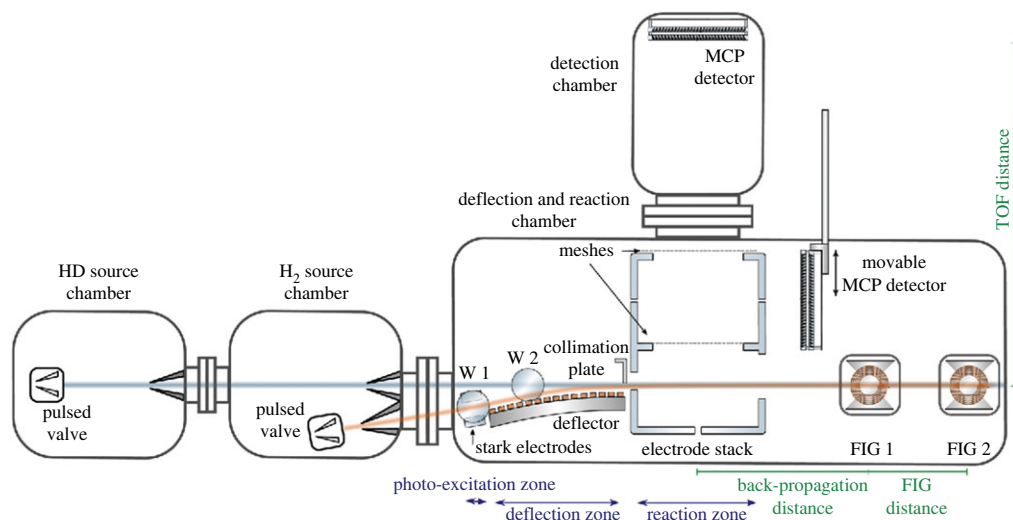 MCP
detector
detection
chamber
TOF distance
deflection and reaction
chamber
meshes
HD source
chamber
H2 source
chamber
movable
MCP detector
W 1
W 2
collimation
plate
pulsed
valve
pulsed
valve
deflector
stark electrodes
electrode stack
FIG 1
FIG 2
photo-excitation zone
deflection zone
reaction zone
back-propagation
distance
FIG
distance